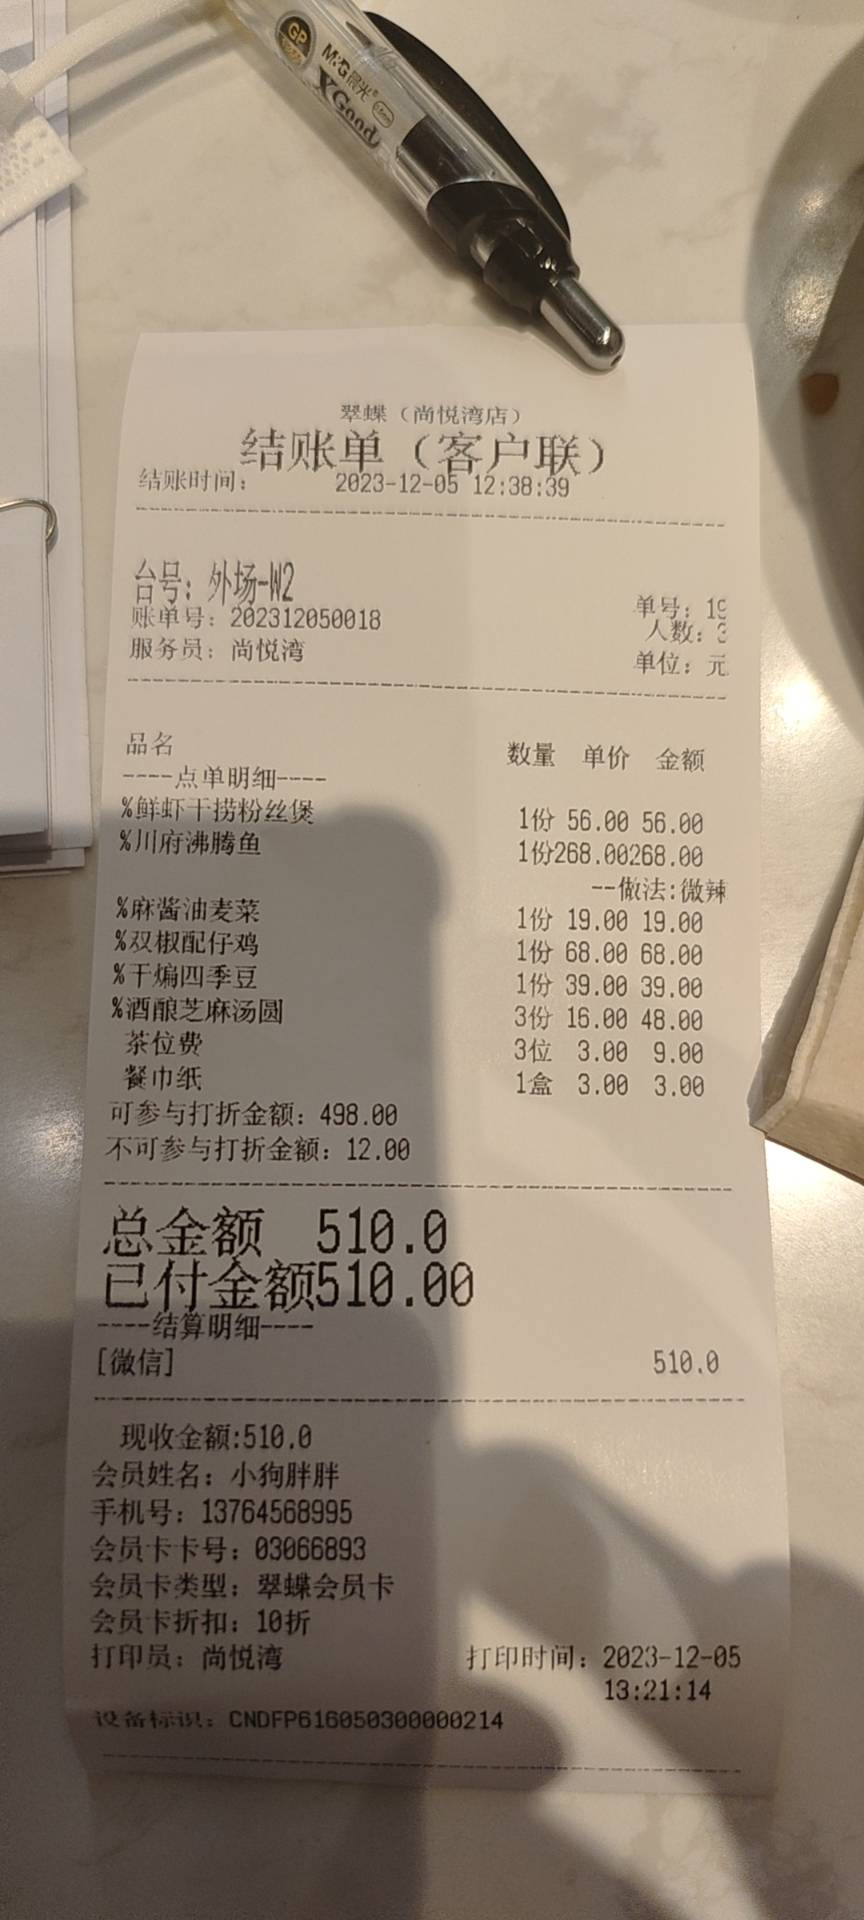 GP
M&G晨光
XGood
翠蝶（尚悦湾店）
结账单（客户联）
结账时间： 2023-12-05 12:38:39
台号：外场-W2
单号：19
账单号：202312050018
人数：3
服务员：尚悦湾
单位：元
品名 数量 单价 金额
----点单明细----
%鲜虾干捞粉丝煲 1份 56.00 56.00
%川府沸腾鱼 1份268.00268.00
--做法:微辣
%麻酱油麦菜 1份 19.00 19.00
%双椒配仔鸡 1份 68.00 68.00
%干煸四季豆 1份 39.00 39.00
%酒酿芝麻汤圆 3份 16.00 48.00
茶位费 3位 3.00 9.00
餐巾纸 1盒 3.00 3.00
可参与打折金额：498.00
不可参与打折金额：12.00
总金额 510.0
已付金额510.00
----结算明细----
[微信] 510.0
现收金额:510.0
会员姓名：小狗胖胖
手机号：13764568995
会员卡卡号：03066893
会员卡类型：翠蝶会员卡
会员卡折扣：10折
打印员：尚悦湾 打印时间：2023-12-05
13:21:14
设备标识：CNDFP616050300000214